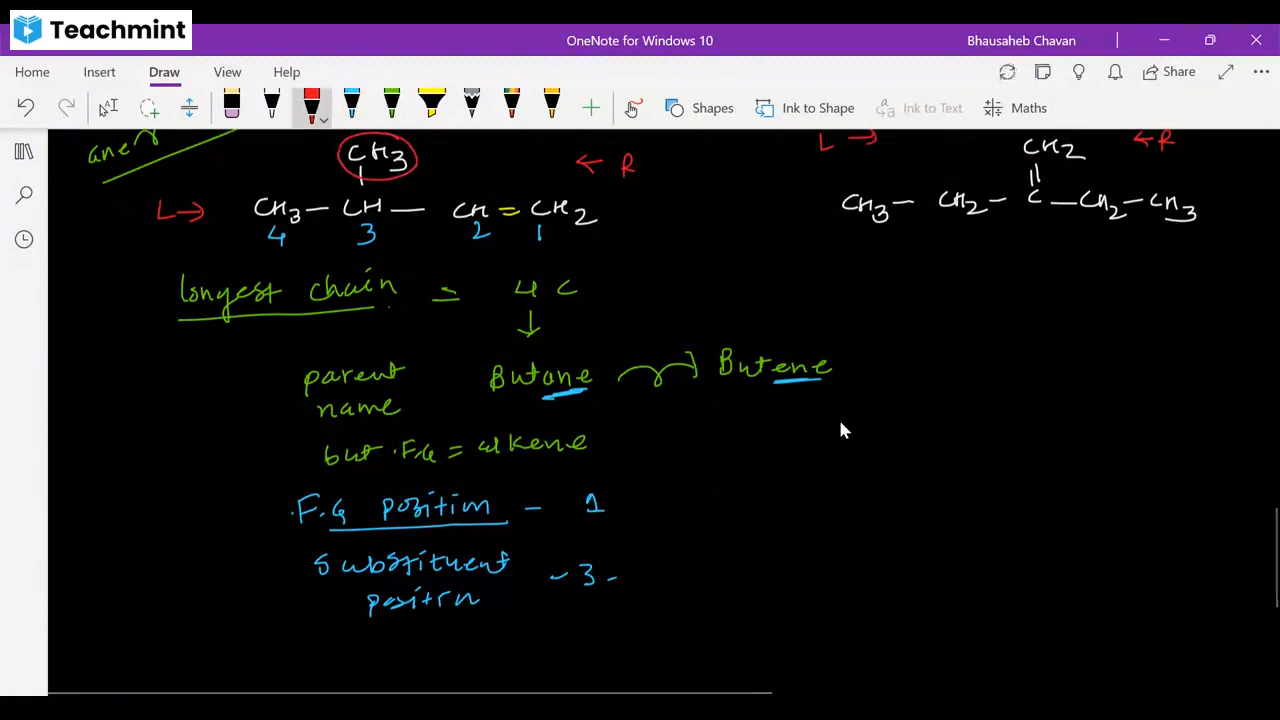 Teachmint
OneNote for Windows 10
Bhausaheb Chavan
Home Insert Draw View Help
Share
Shapes Ink to Shape Ink to Text Maths
ane
CH3
← R
L → CH3 — CH — CH = CH2
4 3 2 1
L → CH2 ← R
CH3 — CH2 — C — CH2 — CH3
longest chain = 4 C
↓
parent name Butane Butene
but F.G = alkene
F.G position - 1
substituent position - 3 -